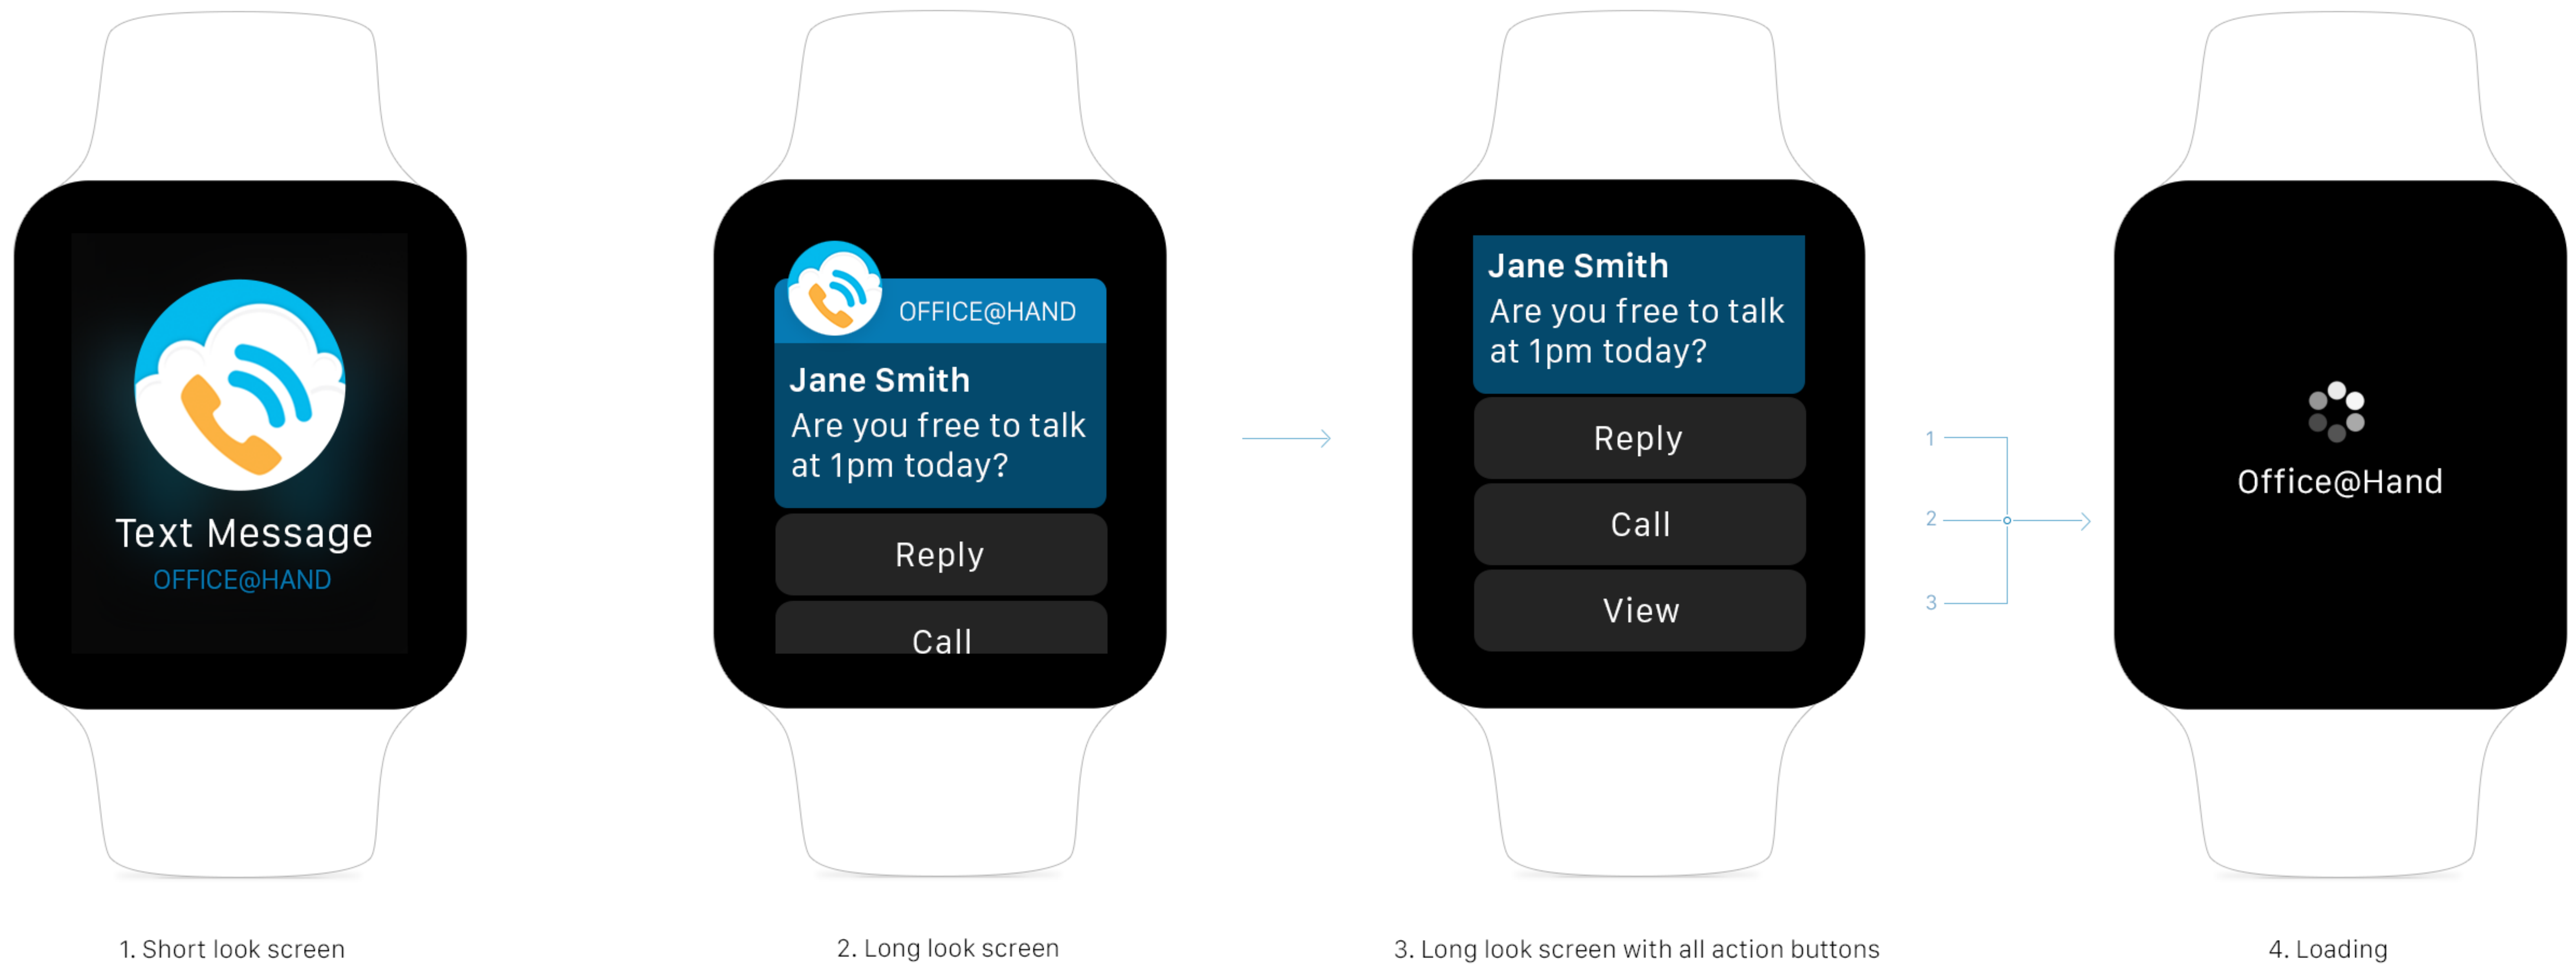 Text Message
OFFICE@HAND
1. Short look screen
OFFICE@HAND
Jane Smith
Are you free to talk
at 1pm today?
Reply
Call
2. Long look screen
Jane Smith
Are you free to talk
at 1pm today?
Reply
Call
View
3. Long look screen with all action buttons
1
2
3
Office@Hand
4. Loading